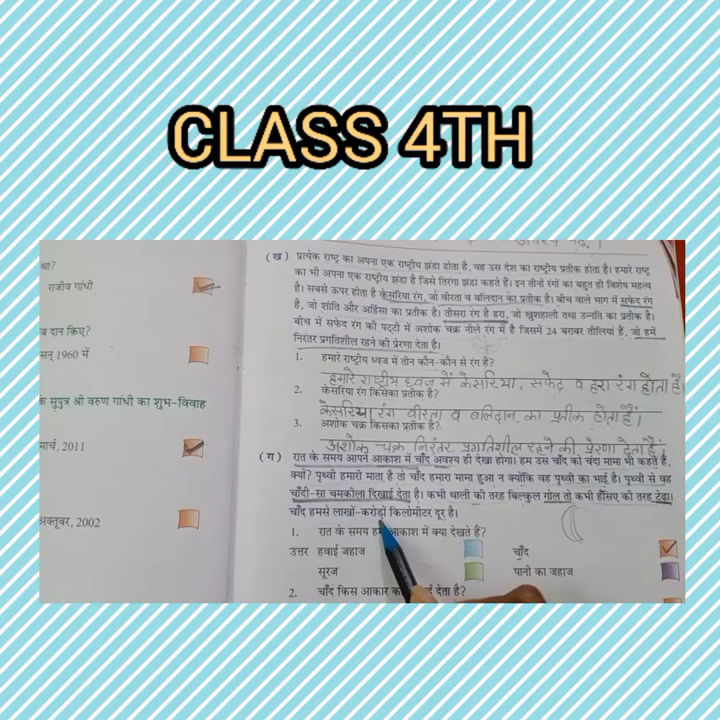 CLASS 4TH
था?
राजीव गांधी
व दान किए?
सन् 1960 में
के सुपुत्र श्री वरुण गांधी का शुभ-विवाह
मार्च, 2011
अक्तूबर, 2002
(ख) प्रत्येक राष्ट्र का अपना एक राष्ट्रीय झंडा होता है, वह उस देश का राष्ट्रीय प्रतीक होता है। हमारे राष्ट्र
का भी अपना एक राष्ट्रीय झंडा है जिसे तिरंगा झंडा कहते हैं। इन तीनों रंगों का बहुत ही विशेष महत्व
है। सबसे ऊपर होता है केसरिया रंग, जो वीरता व बलिदान का प्रतीक है। बीच वाले भाग में सफेद रंग
है, जो शांति और अहिंसा का प्रतीक है। तीसरा रंग है हरा, जो खुशहाली तथा उन्नति का प्रतीक है।
बीच में सफेद रंग की पट्टी में अशोक चक्र नीले रंग में है जिसमें 24 बराबर तीलियां हैं, जो हमें
निरंतर प्रगतिशील रहने की प्रेरणा देता है।
1. हमारे राष्ट्रीय ध्वज में तीन कौन-कौन से रंग है?
हमारे राष्ट्रीय ध्वज में केसरिया, सफेद व हरा रंग होता है।
2. केसरिया रंग किसका प्रतीक है?
केसरिया रंग वीरता व बलिदान का प्रतीक होता है।
3. अशोक चक्र किसका प्रतीक है?
अशोक चक्र निरंतर प्रगतिशील रहने की प्रेरणा देता है।
(ग) रात के समय आपने आकाश में चाँद अवश्य ही देखा होगा। हम उस चाँद को चंदा मामा भी कहते हैं,
क्यों? पृथ्वी हमारी माता है तो चाँद हमारा मामा हुआ न क्योंकि वह पृथ्वी का भाई है। पृथ्वी से वह
चाँदी-सा चमकीला दिखाई देता है। कभी थाली की तरह बिल्कुल गोल तो कभी हँसिए की तरह टेढ़ा।
चाँद हमसे लाखों-करोड़ों किलोमीटर दूर है।
1. रात के समय हम आकाश में क्या देखते हैं?
उत्तर हवाई जहाज चाँद
सूरज पानी का जहाज
2. चाँद किस आकार का देता है?